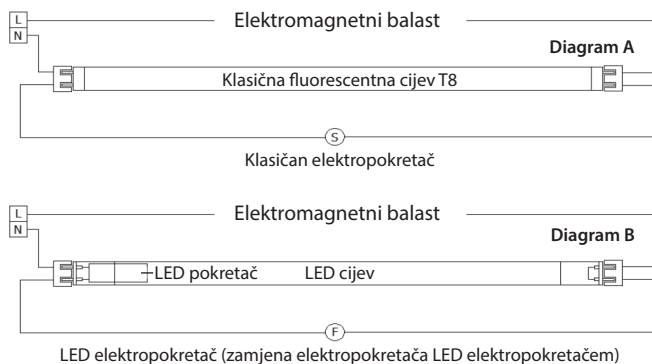 L
Elektromagnetni balast
N
Diagram A
Klasična fluorescentna cijev T8
S
Klasičan elektropokretač
L
Elektromagnetni balast
N
Diagram B
LED pokretač LED cijev
F
LED elektropokretač (zamjena elektropokretača LED elektropokretačem)